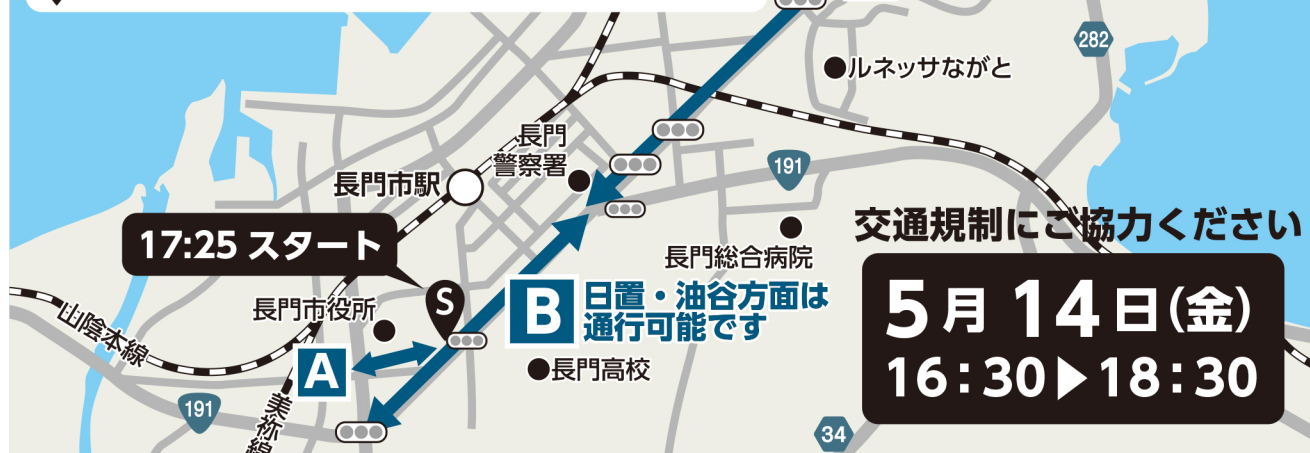 282
ルネッサながと
長門
警察署
191
長門市駅
交通規制にご協力ください
17:25 スタート
長門総合病院
5月14日(金)
16:30▶18:30
長門市役所
S
B
日置・油谷方面は
通行可能です
山陰本線
A
長門高校
191
美祢線
34